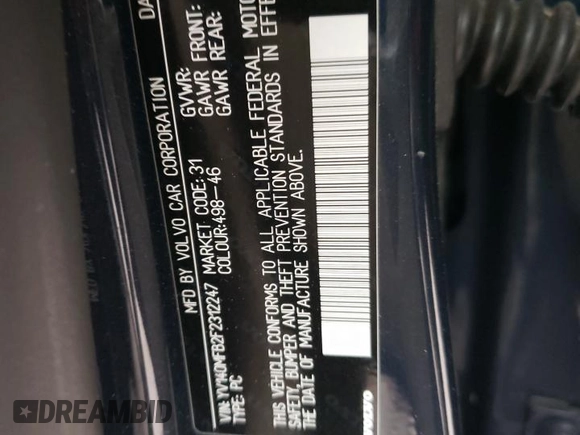 MFD BY VOLVO CAR CORPORATION
GVWR:
GAWR FRONT:
GAWR REAR:
VIN: YV140MFB2F2312247 MARKET CODE: 31
TYPE: PC COLOUR:498-46
THIS VEHICLE CONFORMS TO ALL APPLICABLE FEDERAL MOTO
SAFETY, BUMPER AND THEFT PREVENTION STANDARDS IN EFFE
THE DATE OF MANUFACTURE SHOWN ABOVE.
DREAMBID